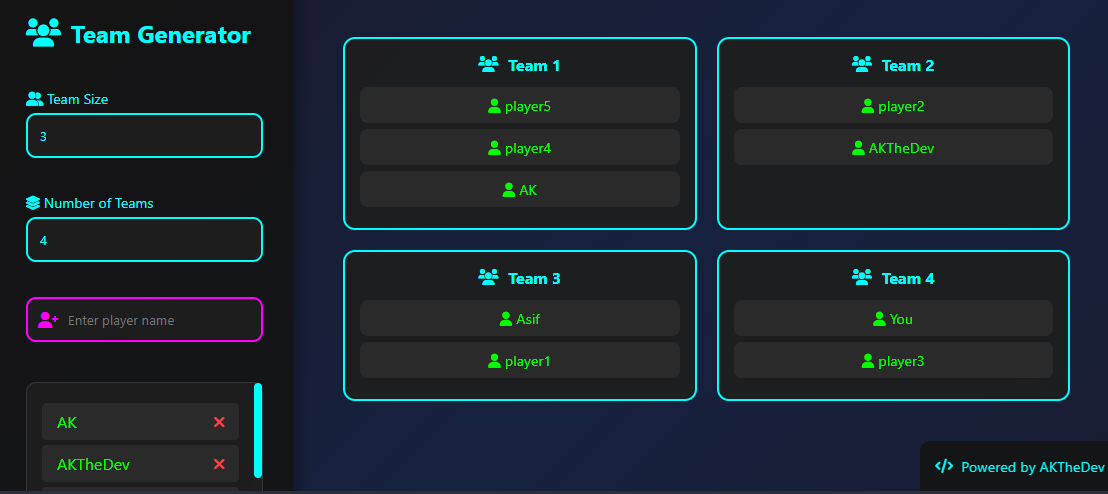 Team Generator
Team Size
3
Number of Teams
4
Enter player name
AK
AKTheDev
Team 1
player5
player4
AK
Team 2
player2
AKTheDev
Team 3
Asif
player1
Team 4
You
player3
Powered by AKTheDev